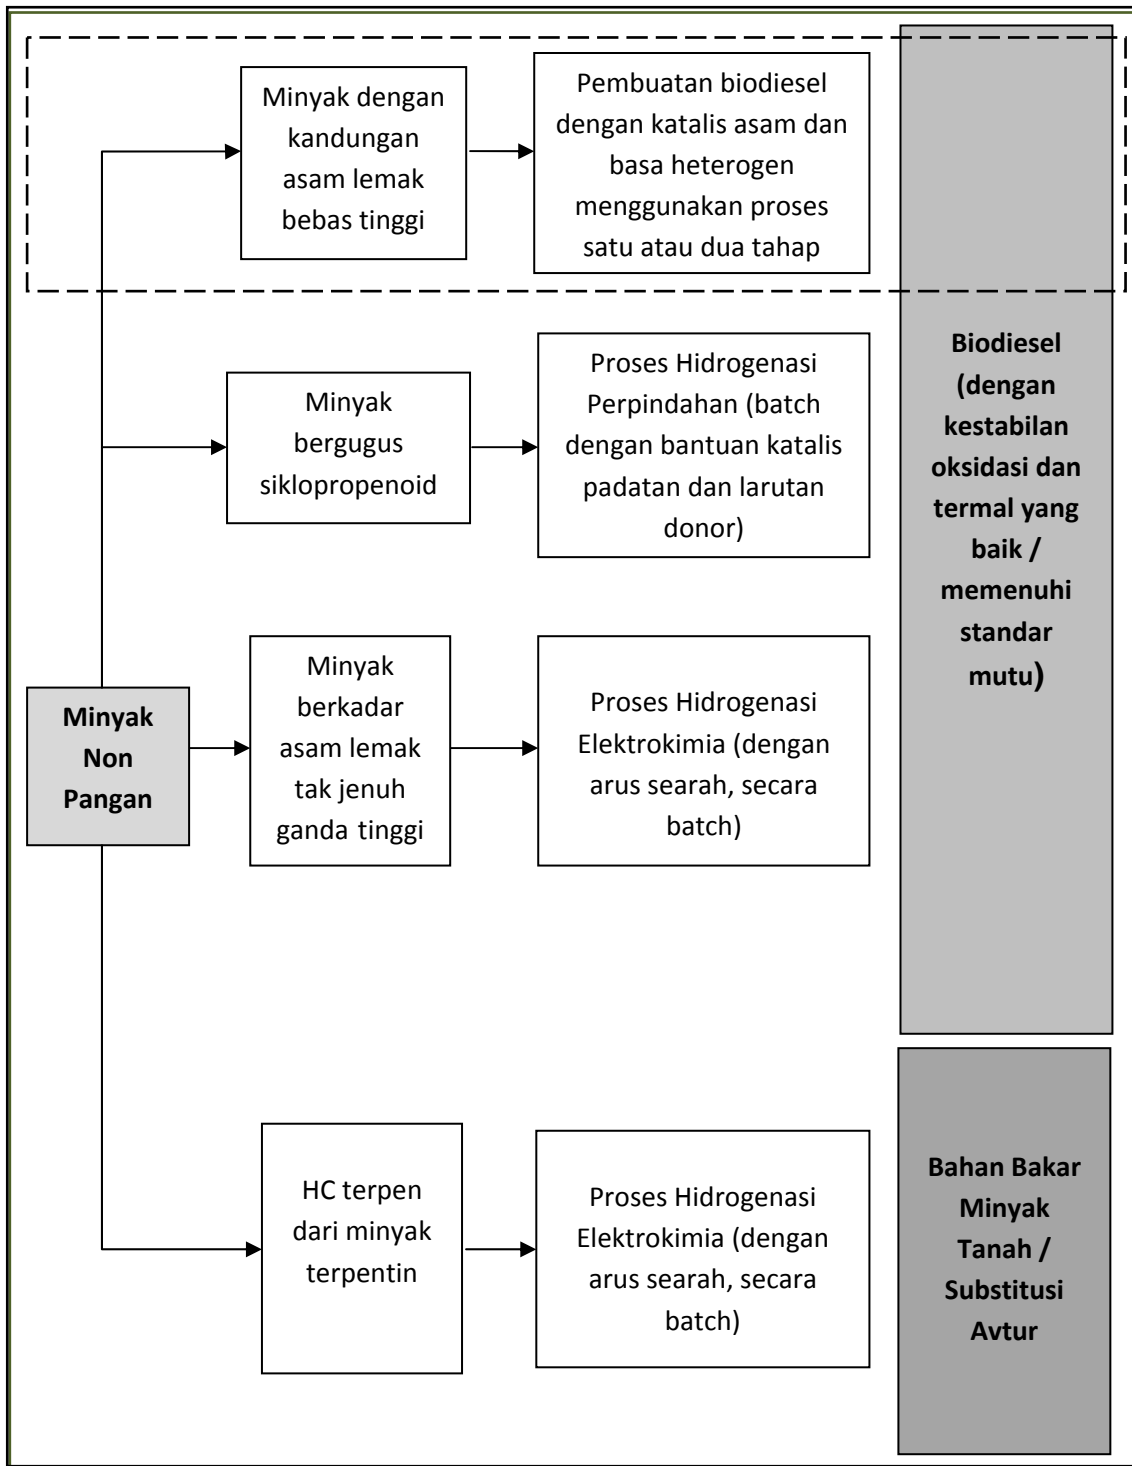 Minyak dengan
kandungan
asam lemak
bebas tinggi
Pembuatan biodiesel
dengan katalis asam dan
basa heterogen
menggunakan proses
satu atau dua tahap
Minyak
bergugus
siklopropenoid
Proses Hidrogenasi
Perpindahan (batch
dengan bantuan katalis
padatan dan larutan
donor)
Biodiesel
(dengan
kestabilan
oksidasi dan
termal yang
baik /
memenuhi
standar
mutu)
Minyak
Non
Pangan
Minyak
berkadar
asam lemak
tak jenuh
ganda tinggi
Proses Hidrogenasi
Elektrokimia (dengan
arus searah, secara
batch)
HC terpen
dari minyak
terpentin
Proses Hidrogenasi
Elektrokimia (dengan
arus searah, secara
batch)
Bahan Bakar
Minyak
Tanah /
Substitusi
Avtur